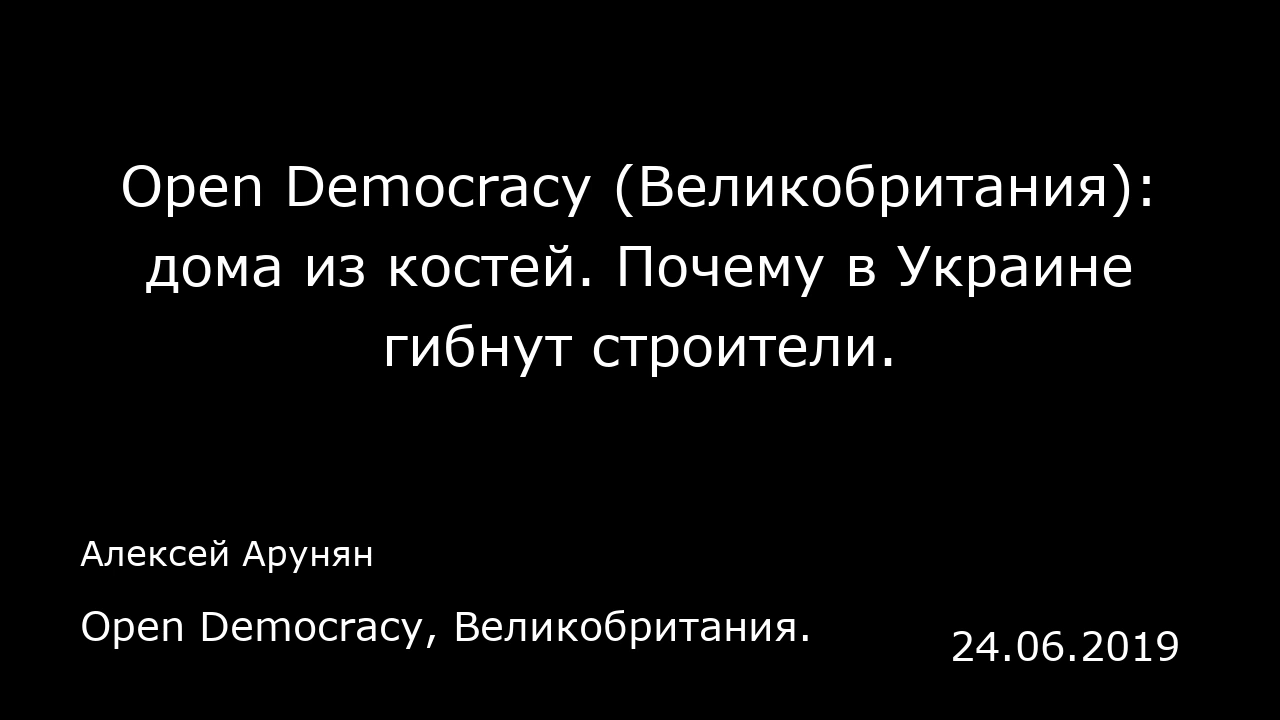 Open Democracy (Великобритания):
дома из костей. Почему в Украине
гибнут строители.
Алексей Арунян
Open Democracy, Великобритания.
24.06.2019